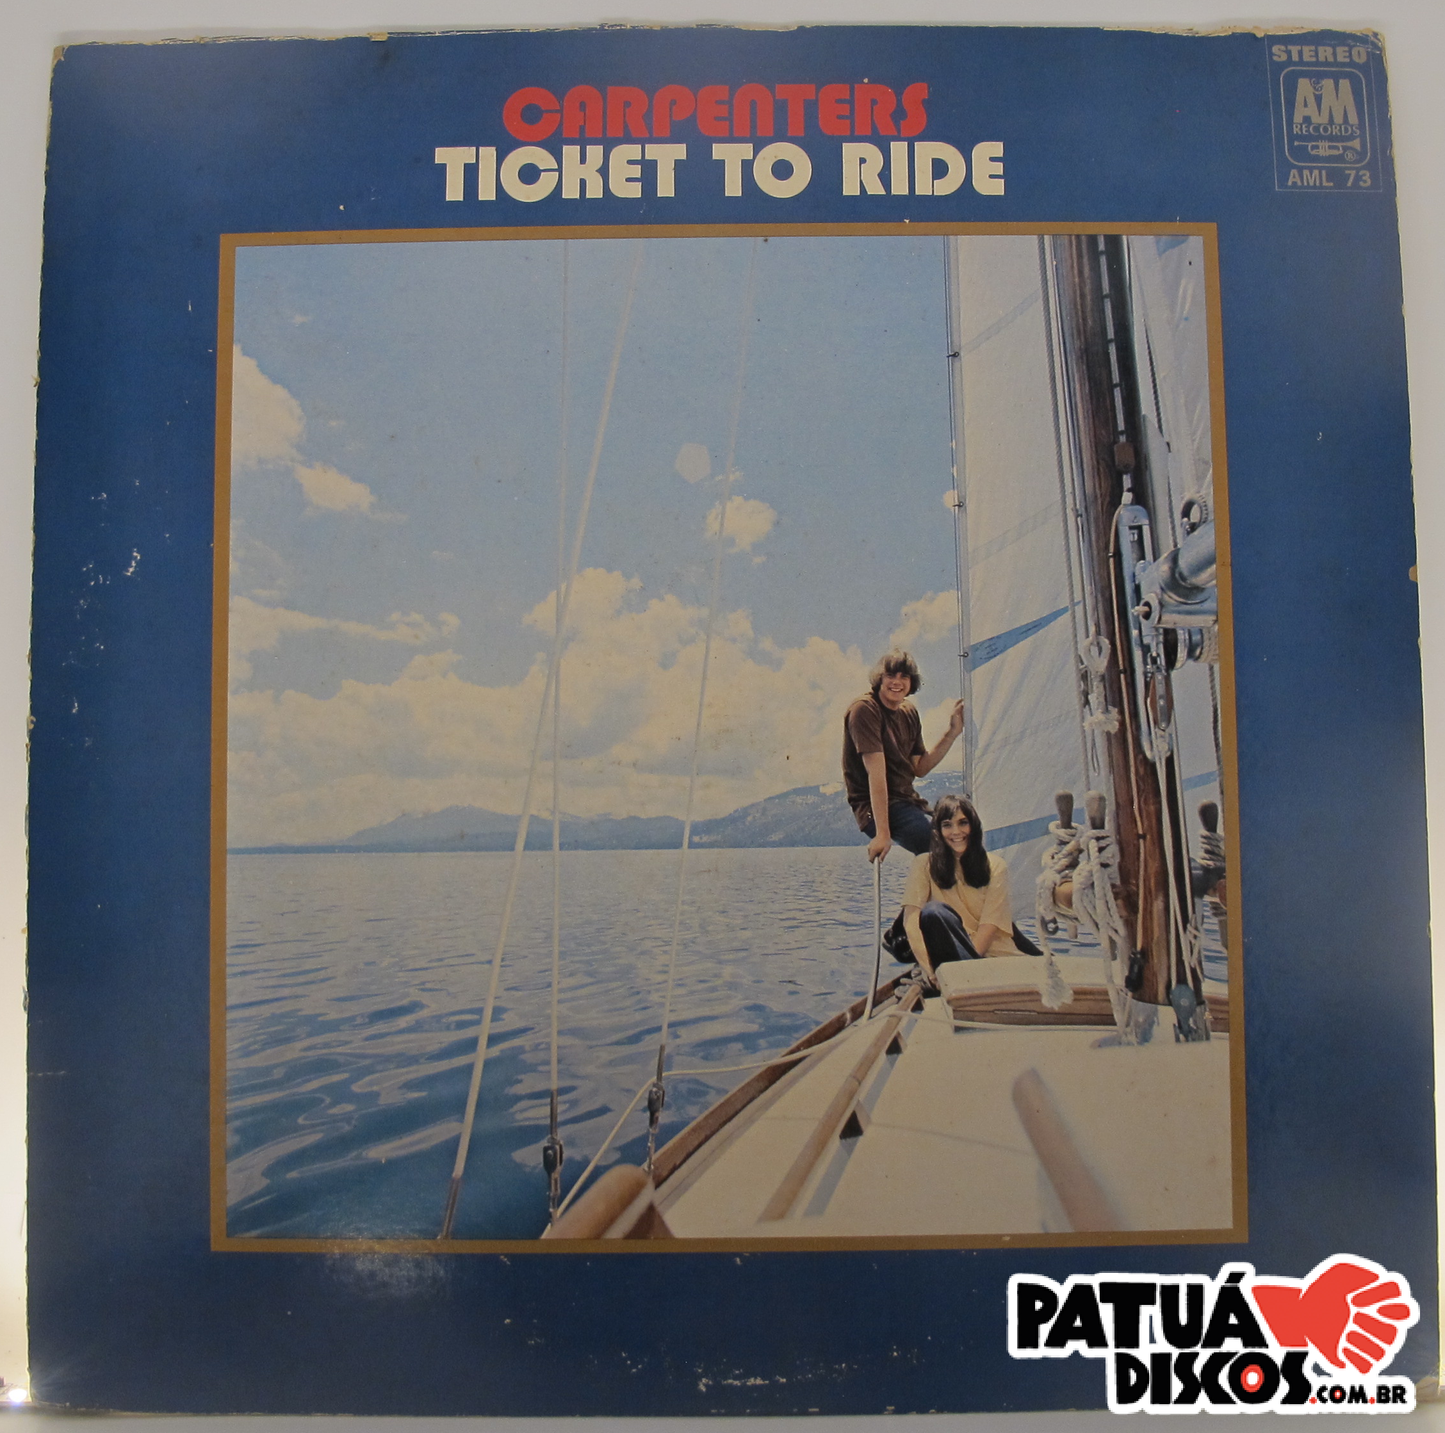 CARPENTERS
TICKET TO RIDE
STEREO
A&M
RECORDS
®
AML 73
PATUÁ
DISCOS.COM.BR